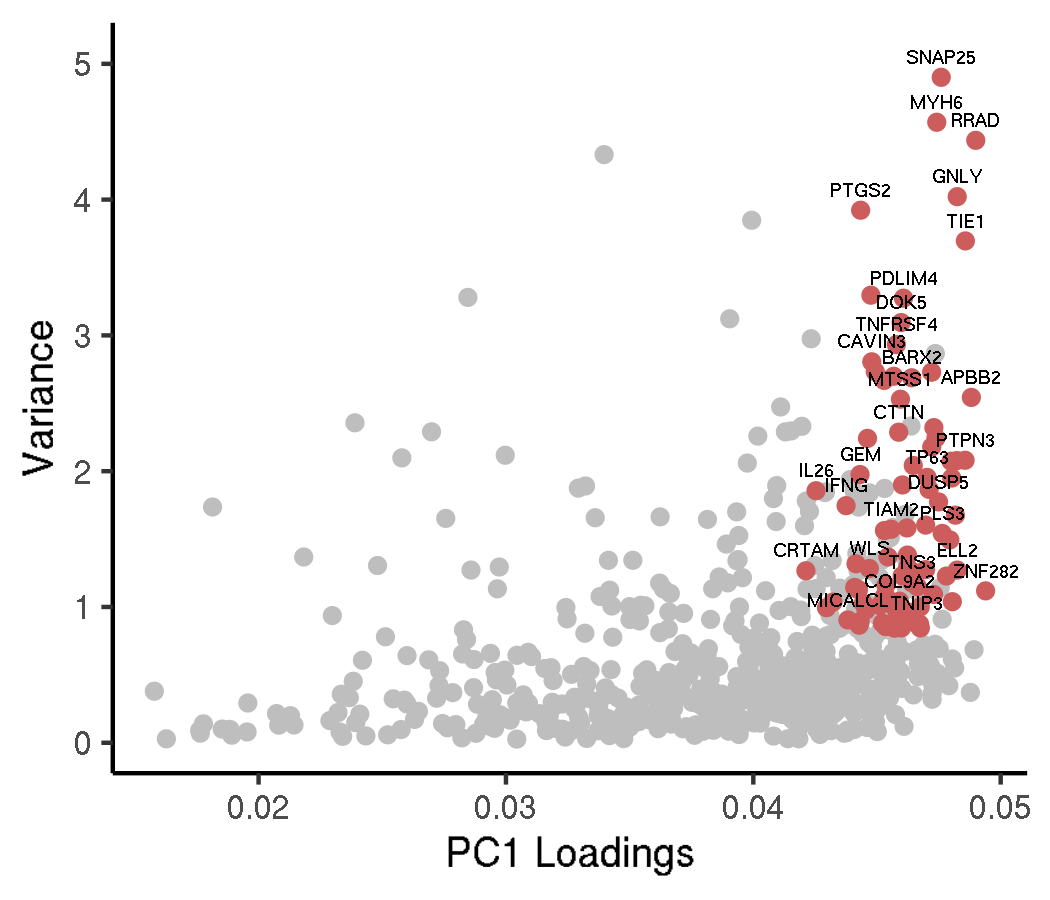 SNAP25
MYH6
RRAD
GNLY
PTGS2
TIE1
PDLIM4
DOK5
TNFRSF4
CAVIN3
BARX2
MTSS1
APBB2
CTTN
PTPN3
GEM
TP63
IL26
IFNG
DUSP5
TIAM2
PLS3
CRTAM
WLS
ELL2
TNS3
ZNF282
COL9A2
MICALCL
TNIP3
5
4
3
2
1
0
Variance
0.02
0.03
0.04
0.05
PC1 Loadings